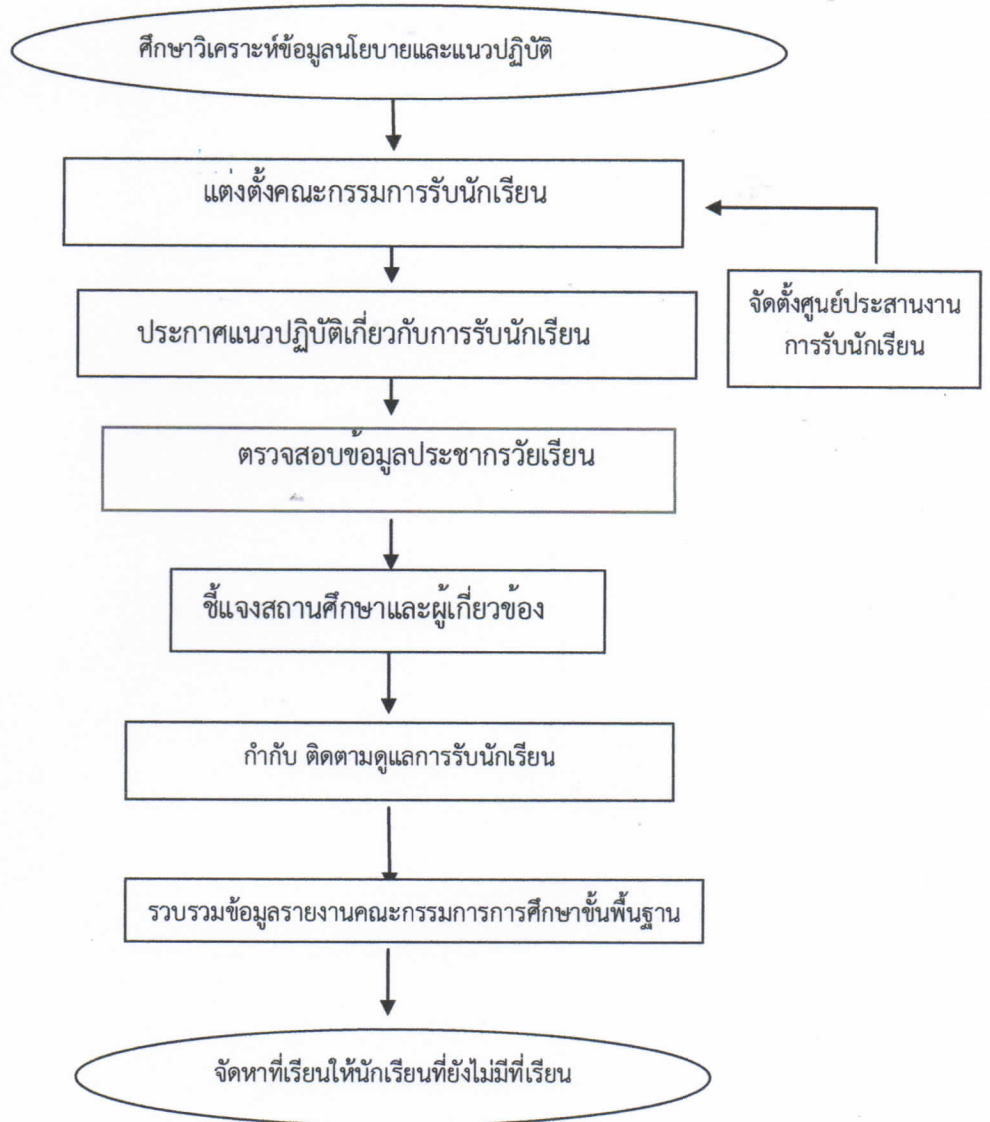 ศึกษาวิเคราะห์ข้อมูลนโยบายและแนวปฏิบัติ
แต่งตั้งคณะกรรมการรับนักเรียน
จัดตั้งศูนย์ประสานงาน
การรับนักเรียน
ประกาศแนวปฏิบัติเกี่ยวกับการรับนักเรียน
ตรวจสอบข้อมูลประชากรวัยเรียน
ชี้แจงสถานศึกษาและผู้เกี่ยวข้อง
กำกับ ติดตามดูแลการรับนักเรียน
รวบรวมข้อมูลรายงานคณะกรรมการการศึกษาขั้นพื้นฐาน
จัดหาที่เรียนให้นักเรียนที่ยังไม่มีที่เรียน